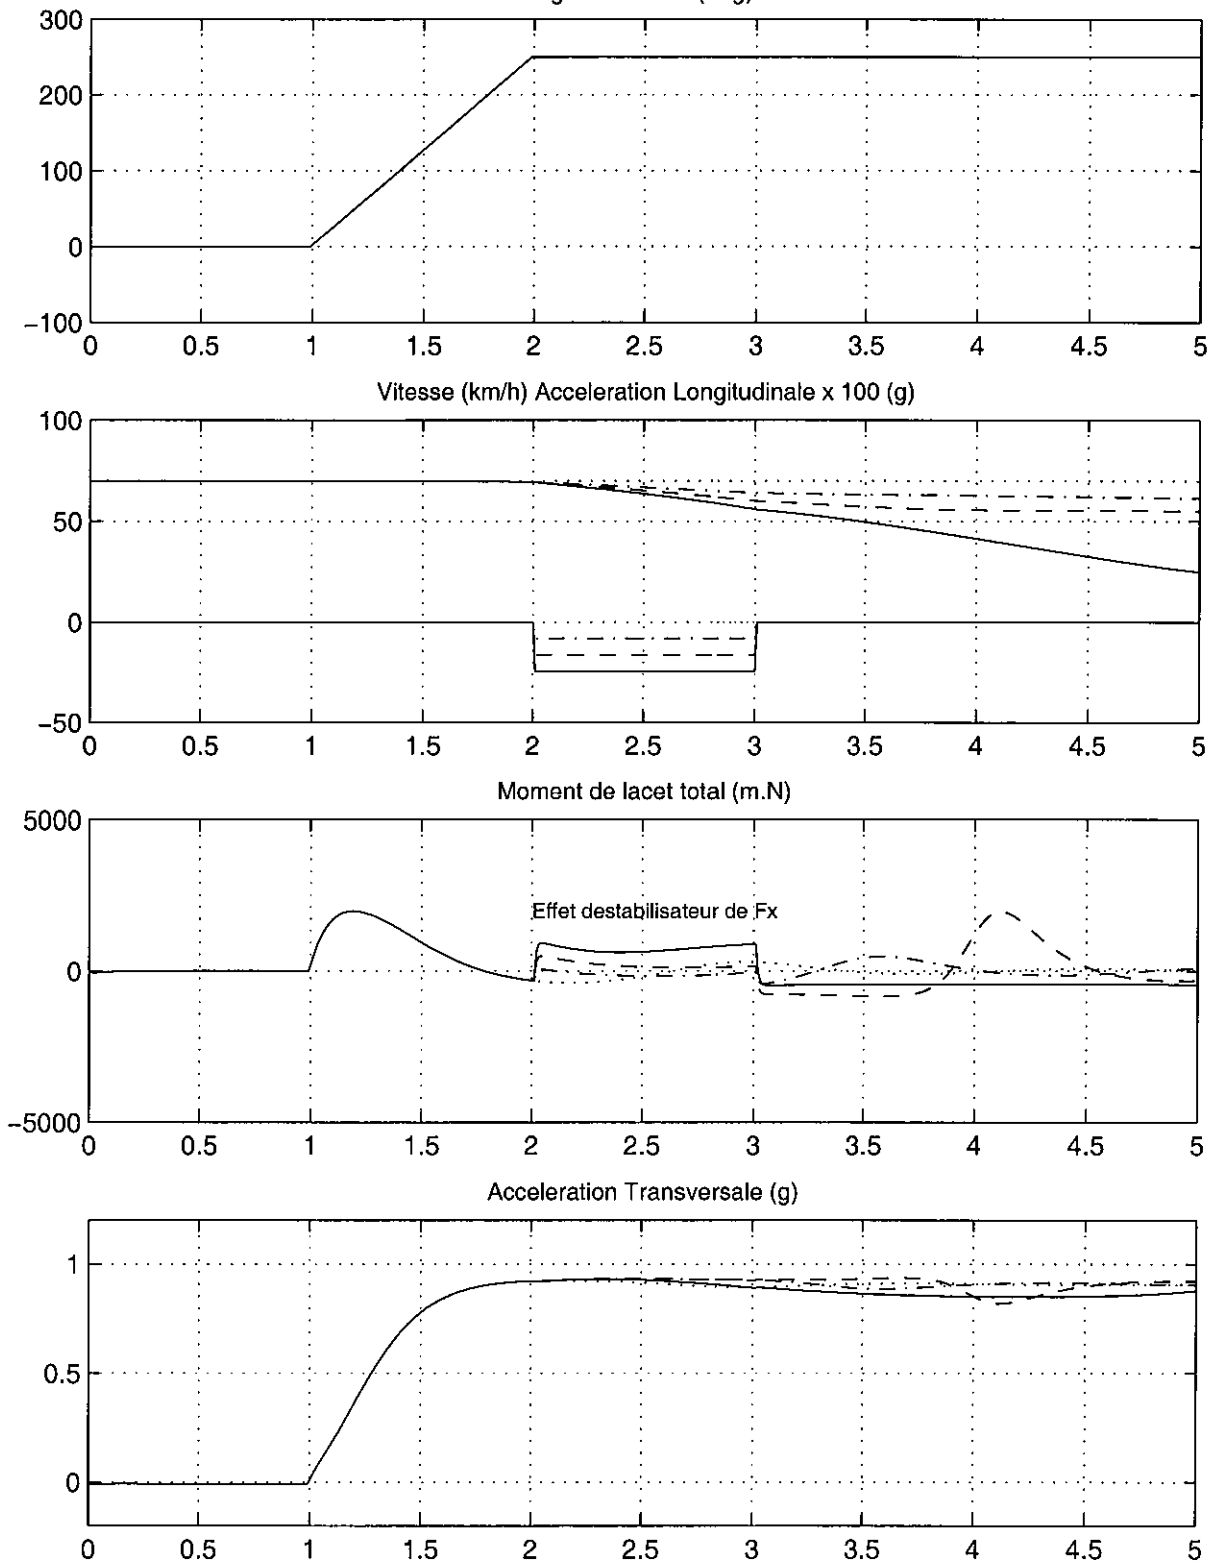 300
200
100
0
−100
0 0.5 1 1.5 2 2.5 3 3.5 4 4.5 5
Vitesse (km/h) Acceleration Longitudinale x 100 (g)
100
50
0
−50
0 0.5 1 1.5 2 2.5 3 3.5 4 4.5 5
Moment de lacet total (m.N)
5000
Effet destabilisateur de Fx
0
−5000
0 0.5 1 1.5 2 2.5 3 3.5 4 4.5 5
Acceleration Transversale (g)
1
0.5
0
0 0.5 1 1.5 2 2.5 3 3.5 4 4.5 5